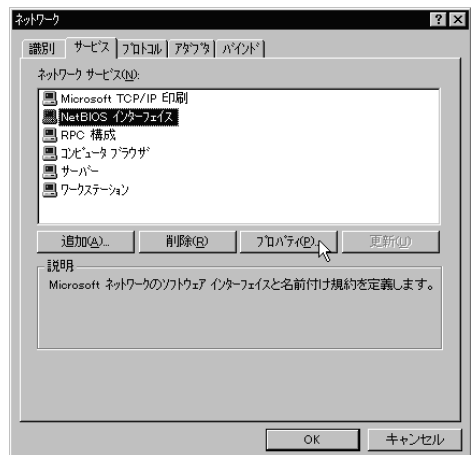 ネットワーク
識別 サービス プロトコル アダプタ バインド
ネットワーク サービス(N):
Microsoft TCP/IP 印刷
NetBIOS インターフェイス
RPC 構成
コンピュータ ブラウザ
サーバー
ワークステーション
追加(A)... 削除(R) プロパティ(P)... 更新(U)
説明
Microsoft ネットワークのソフトウェア インターフェイスと名前付け規約を定義します。
OK キャンセル